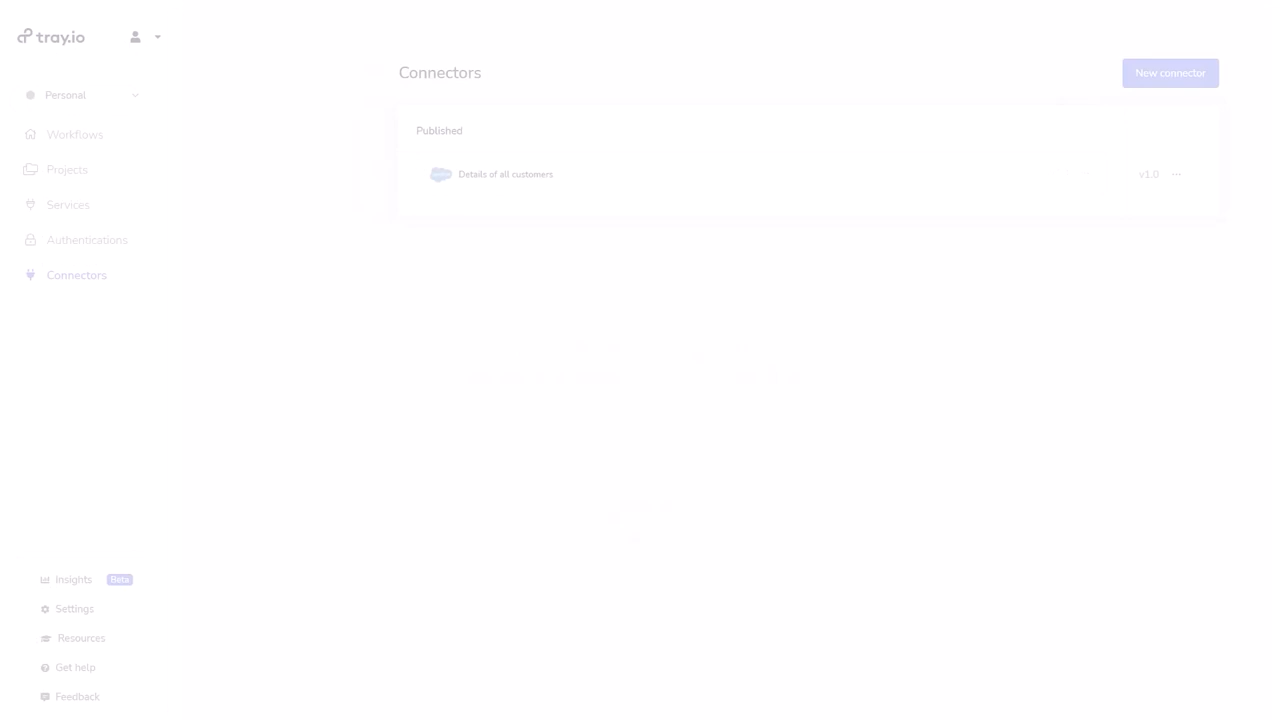 tray.io
Personal
Workflows
Projects
Services
Authentications
Connectors
Insights Beta
Settings
Resources
Get help
Feedback
Connectors
New connector
Published
Details of all customers
v1.0